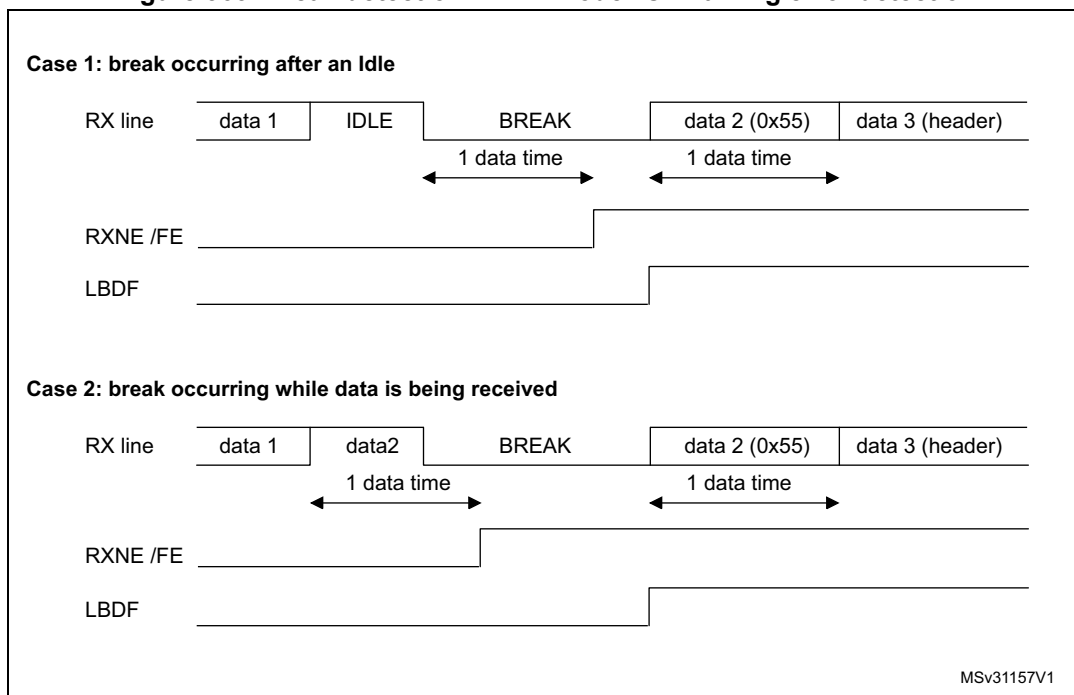 Case 1: break occurring after an Idle
RX line data 1 IDLE BREAK data 2 (0x55) data 3 (header)
1 data time 1 data time
RXNE /FE
LBDF
Case 2: break occurring while data is being received
RX line data 1 data2 BREAK data 2 (0x55) data 3 (header)
1 data time 1 data time
RXNE /FE
LBDF
MSv31157V1